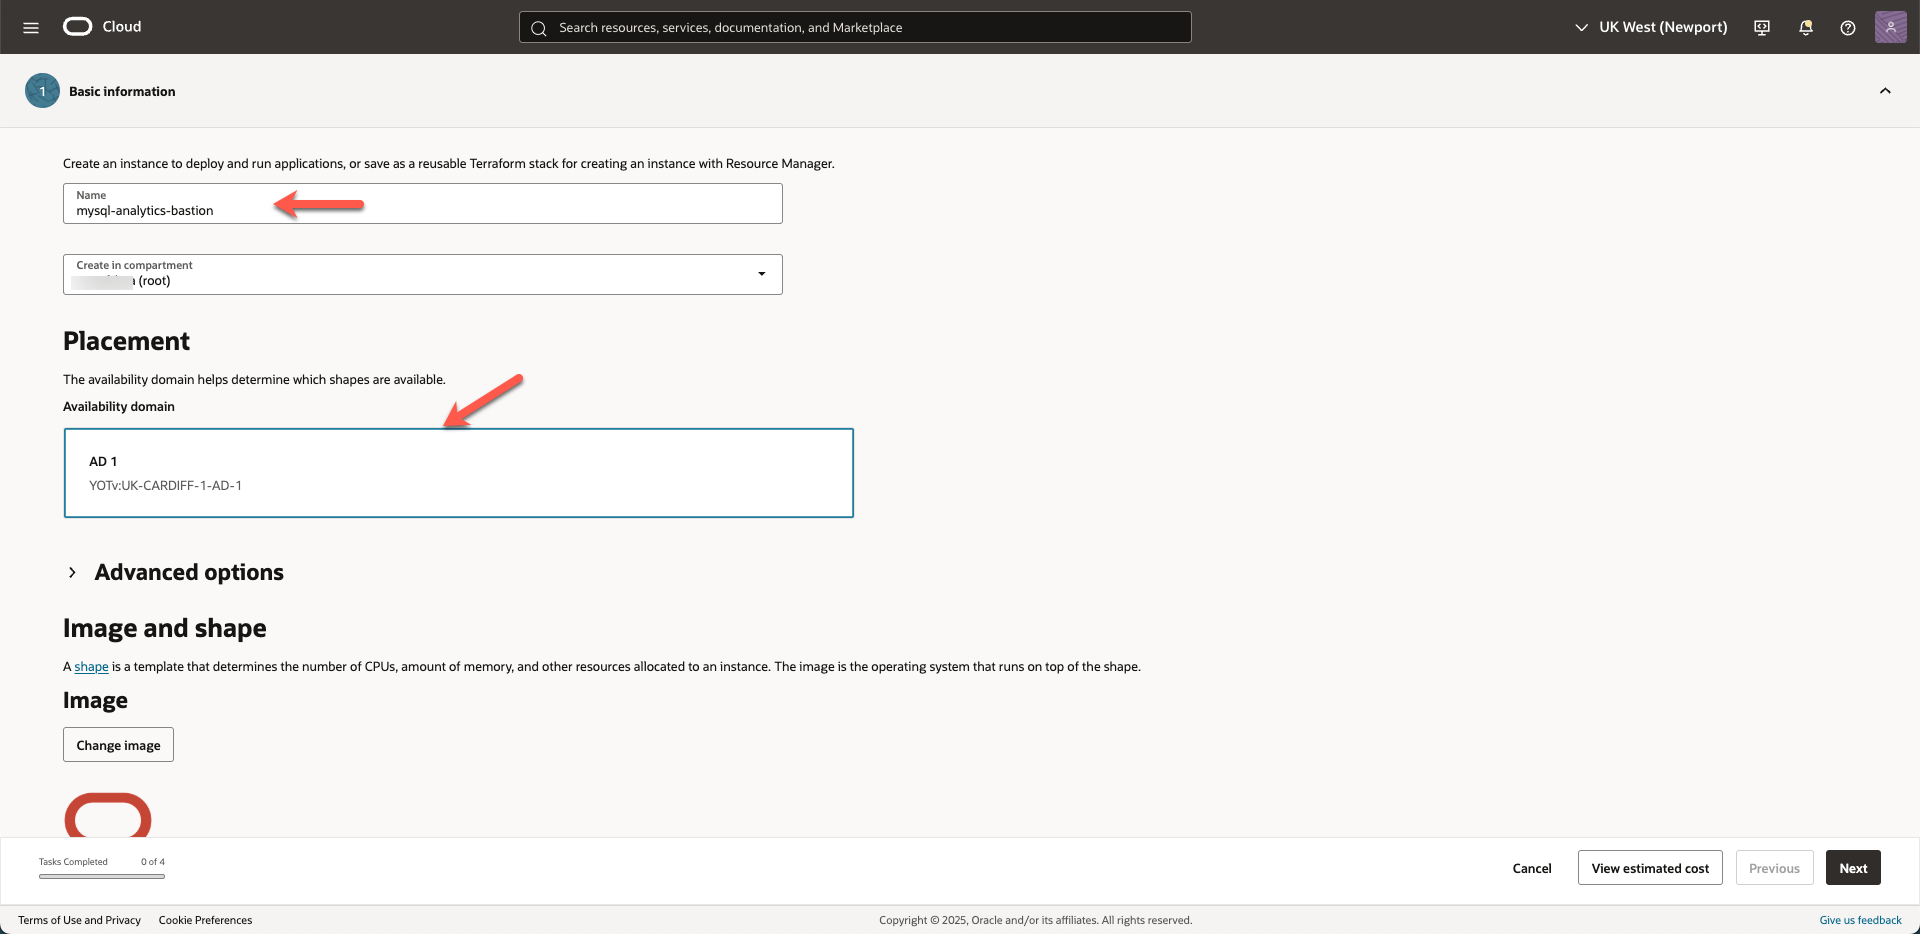 Cloud
Search resources, services, documentation, and Marketplace
UK West (Newport)
1
Basic information
Create an instance to deploy and run applications, or save as a reusable Terraform stack for creating an instance with Resource Manager.
Name
mysql-analytics-bastion
Create in compartment
(root)
Placement
The availability domain helps determine which shapes are available.
Availability domain
AD 1
YOTv:UK-CARDIFF-1-AD-1
Advanced options
Image and shape
A shape is a template that determines the number of CPUs, amount of memory, and other resources allocated to an instance. The image is the operating system that runs on top of the shape.
Image
Change image
Tasks Completed 0 of 4
Cancel
View estimated cost
Previous
Next
Terms of Use and Privacy
Cookie Preferences
Copyright © 2025, Oracle and/or its affiliates. All rights reserved.
Give us feedback